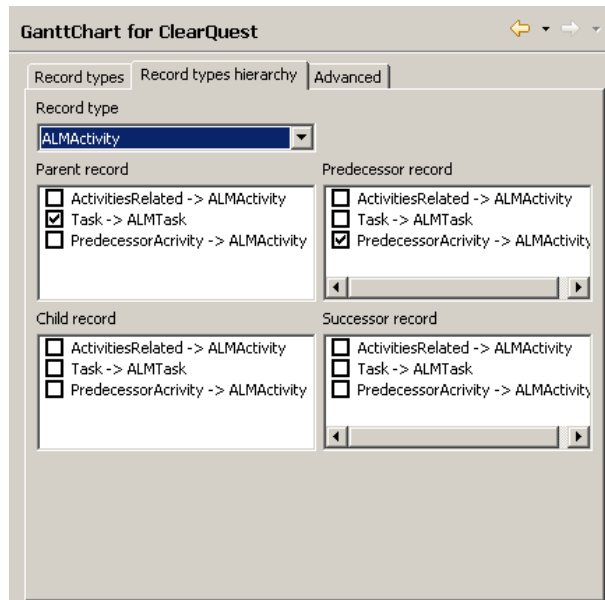 GanttChart for ClearQuest
Record types Record types hierarchy Advanced
Record type
ALMActivity
Parent record
ActivitiesRelated -> ALMActivity
Task -> ALMTask
PredecessorAcrivity -> ALMActivity
Predecessor record
ActivitiesRelated -> ALMActivity
Task -> ALMTask
PredecessorAcrivity -> ALMActivity
Child record
ActivitiesRelated -> ALMActivity
Task -> ALMTask
PredecessorAcrivity -> ALMActivity
Successor record
ActivitiesRelated -> ALMActivity
Task -> ALMTask
PredecessorAcrivity -> ALMActivity